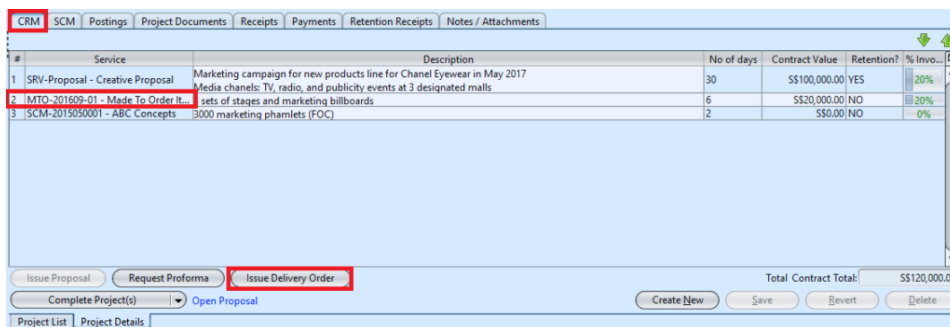 CRM SCM Postings Project Documents Receipts Payments Retention Receipts Notes / Attachments
# Service Description No of days Contract Value Retention? % Invo...
1 SRV-Proposal - Creative Proposal Marketing campaign for new products line for Chanel Eyewear in May 2017 30 S$100,000.00 YES 20%
Media chanels: TV, radio, and publicity events at 3 designated malls
2 MTO-201609-01 - Made To Order It... sets of stages and marketing billboards 6 S$20,000.00 NO 20%
3 SCM-2015050001 - ABC Concepts 3000 marketing phamlets (FOC) 2 S$0.00 NO 0%
Issue Proposal Request Proforma Issue Delivery Order Total Contract Total: S$120,000.0
Complete Project(s) Open Proposal Create New Save Revert Delete
Project List Project Details